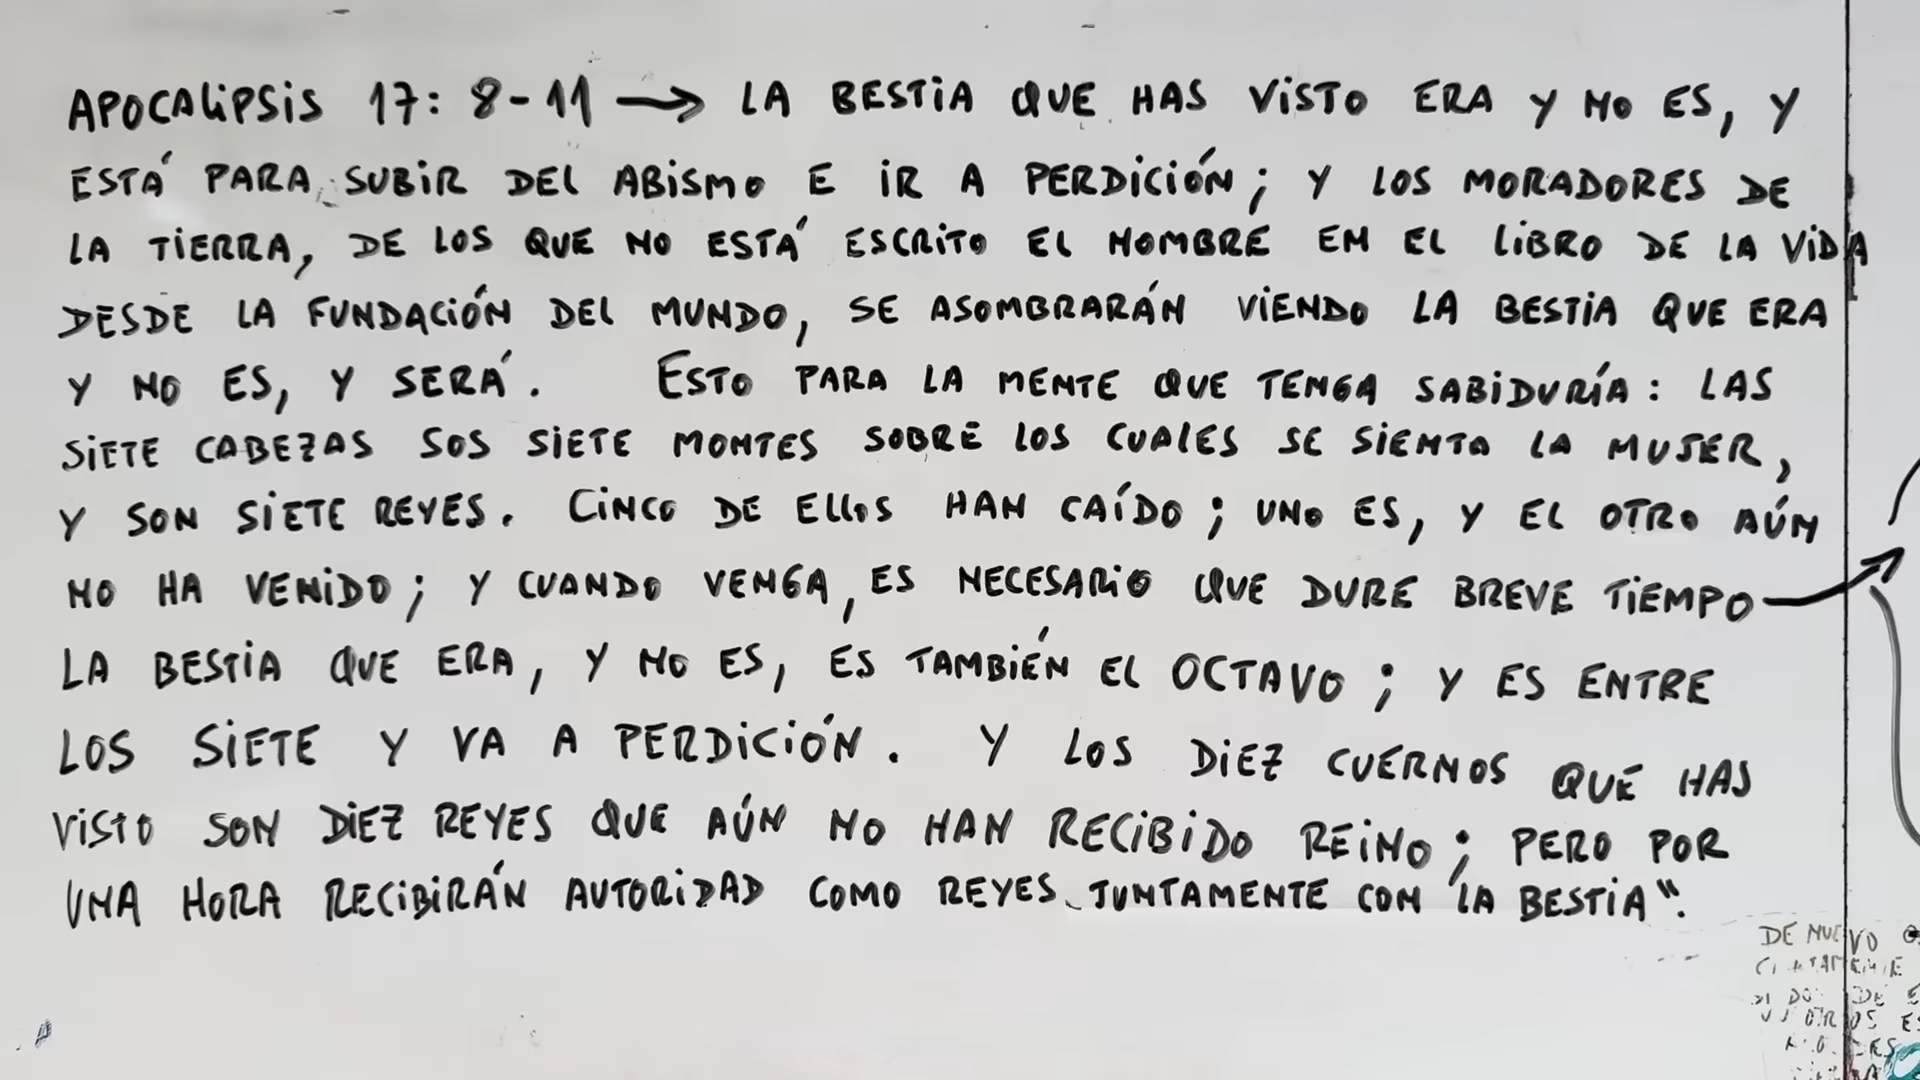 APOCALIPSIS 17: 8-11 → LA BESTIA QUE HAS VISTO ERA Y NO ES, Y
ESTÁ PARA SUBIR DEL ABISMO E IR A PERDICIÓN; Y LOS MORADORES DE
LA TIERRA, DE LOS QUE NO ESTÁ ESCRITO EL NOMBRE EN EL LIBRO DE LA VIDA
DESDE LA FUNDACIÓN DEL MUNDO, SE ASOMBRARÁN VIENDO LA BESTIA QUE ERA
Y NO ES, Y SERÁ. ESTO PARA LA MENTE QUE TENGA SABIDURÍA: LAS
SIETE CABEZAS SOS SIETE MONTES SOBRE LOS CUALES SE SIENTA LA MUJER,
Y SON SIETE REYES. CINCO DE ELLOS HAN CAÍDO; UNO ES, Y EL OTRO AÚN
NO HA VENIDO; Y CUANDO VENGA, ES NECESARIO QUE DURE BREVE TIEMPO
LA BESTIA QUE ERA, Y NO ES, ES TAMBIÉN EL OCTAVO; Y ES ENTRE
LOS SIETE Y VA A PERDICIÓN. Y LOS DIEZ CUERNOS QUE HAS
VISTO SON DIEZ REYES QUE AÚN NO HAN RECIBIDO REINO; PERO POR
UNA HORA RECIBIRÁN AUTORIDAD COMO REYES JUNTAMENTE CON LA BESTIA".
DE NUEVO